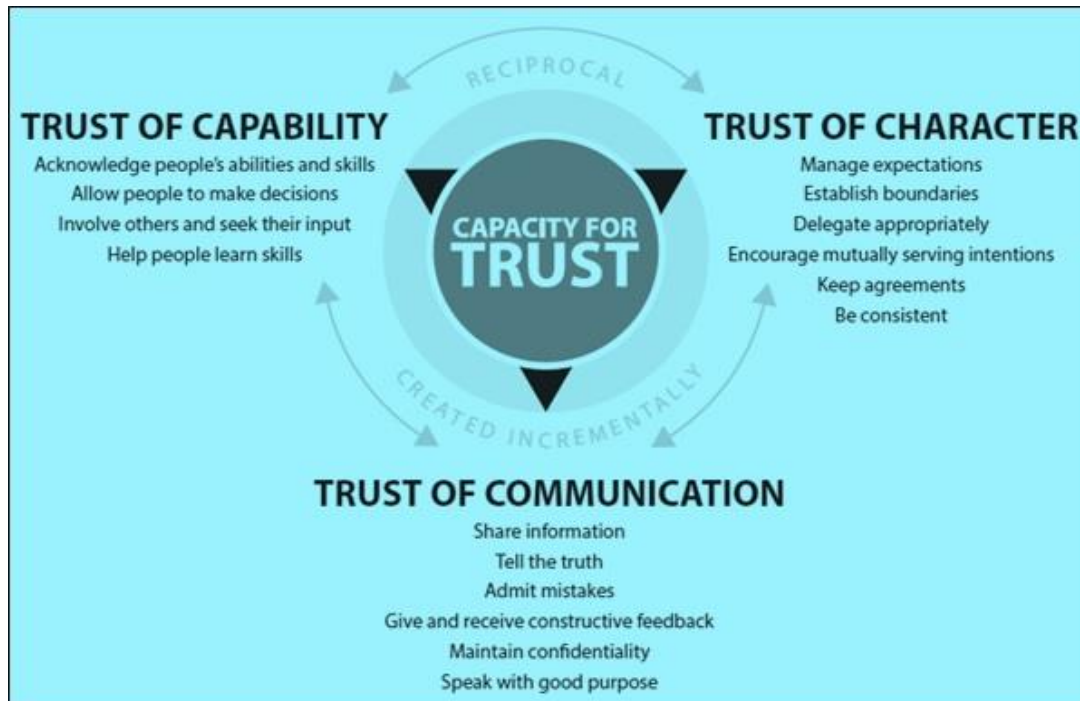 RECIPROCAL
TRUST OF CAPABILITY
Acknowledge people's abilities and skills
Allow people to make decisions
Involve others and seek their input
Help people learn skills
TRUST OF CHARACTER
Manage expectations
Establish boundaries
Delegate appropriately
Encourage mutually serving intentions
Keep agreements
Be consistent
CAPACITY FOR
TRUST
CREATED INCREMENTALLY
TRUST OF COMMUNICATION
Share information
Tell the truth
Admit mistakes
Give and receive constructive feedback
Maintain confidentiality
Speak with good purpose